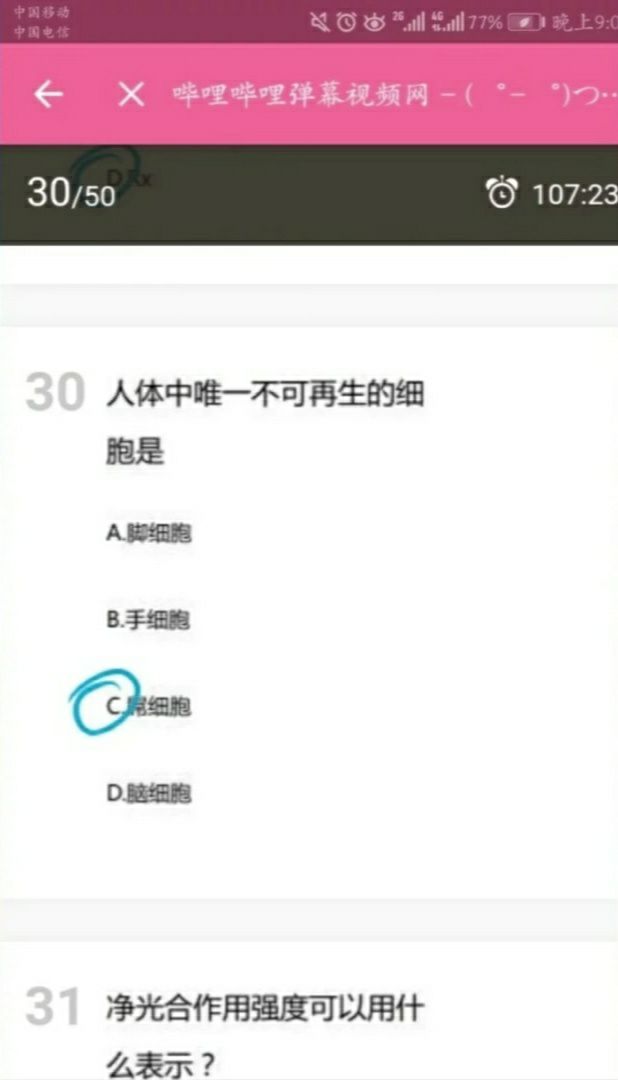 中国移动
中国电信
2G 4G 77% 晚上9:0
哔哩哔哩弹幕视频网 - ( ゜- ゜)つ…
30/50
107:23
30 人体中唯一不可再生的细
胞是
A.脚细胞
B.手细胞
C.屌细胞
D.脑细胞
31 净光合作用强度可以用什
么表示？